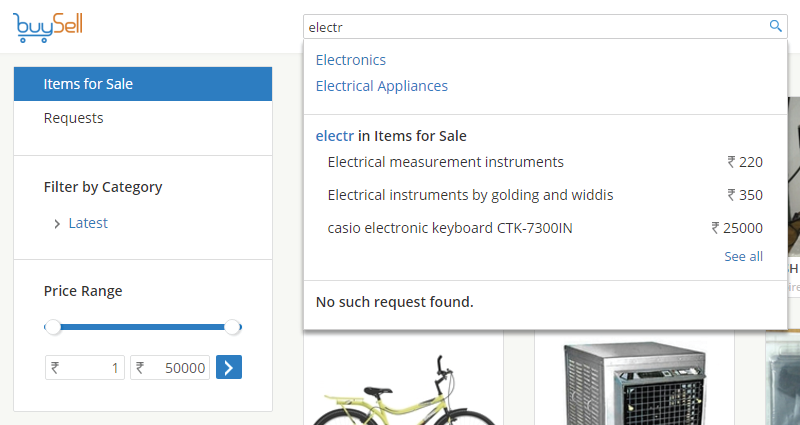 buySell
electr
Items for Sale
Requests
Filter by Category
Latest
Price Range
₹ 1 ₹ 50000
Electronics
Electrical Appliances
electr in Items for Sale
Electrical measurement instruments ₹ 220
Electrical instruments by golding and widdis ₹ 350
casio electronic keyboard CTK-7300IN ₹ 25000
See all
No such request found.